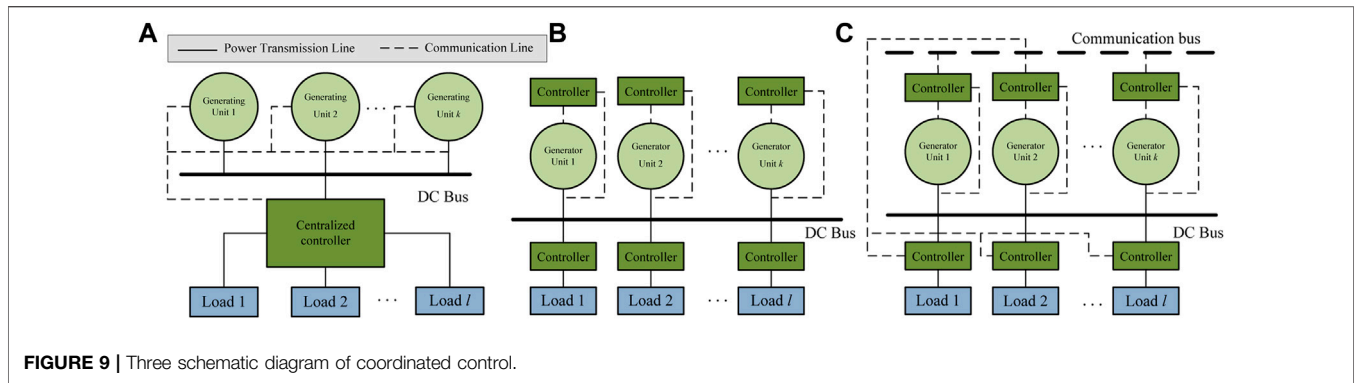 A
Power Transmission Line
Communication Line
Generating
Unit 1
Generating
Unit 2
...
Generating
Unit k
DC Bus
Centralized
controller
Load 1
Load 2
...
Load l
B
Controller
Controller
Controller
Generator
Unit 1
Generator
Unit 2
...
Generator
Unit k
DC Bus
Controller
Controller
Controller
Load 1
Load 2
...
Load l
C
Communication bus
Controller
Controller
Controller
Generator
Unit 1
Generator
Unit 2
...
Generator
Unit k
DC Bus
Controller
Controller
Controller
Load 1
Load 2
...
Load l
FIGURE 9 | Three schematic diagram of coordinated control.